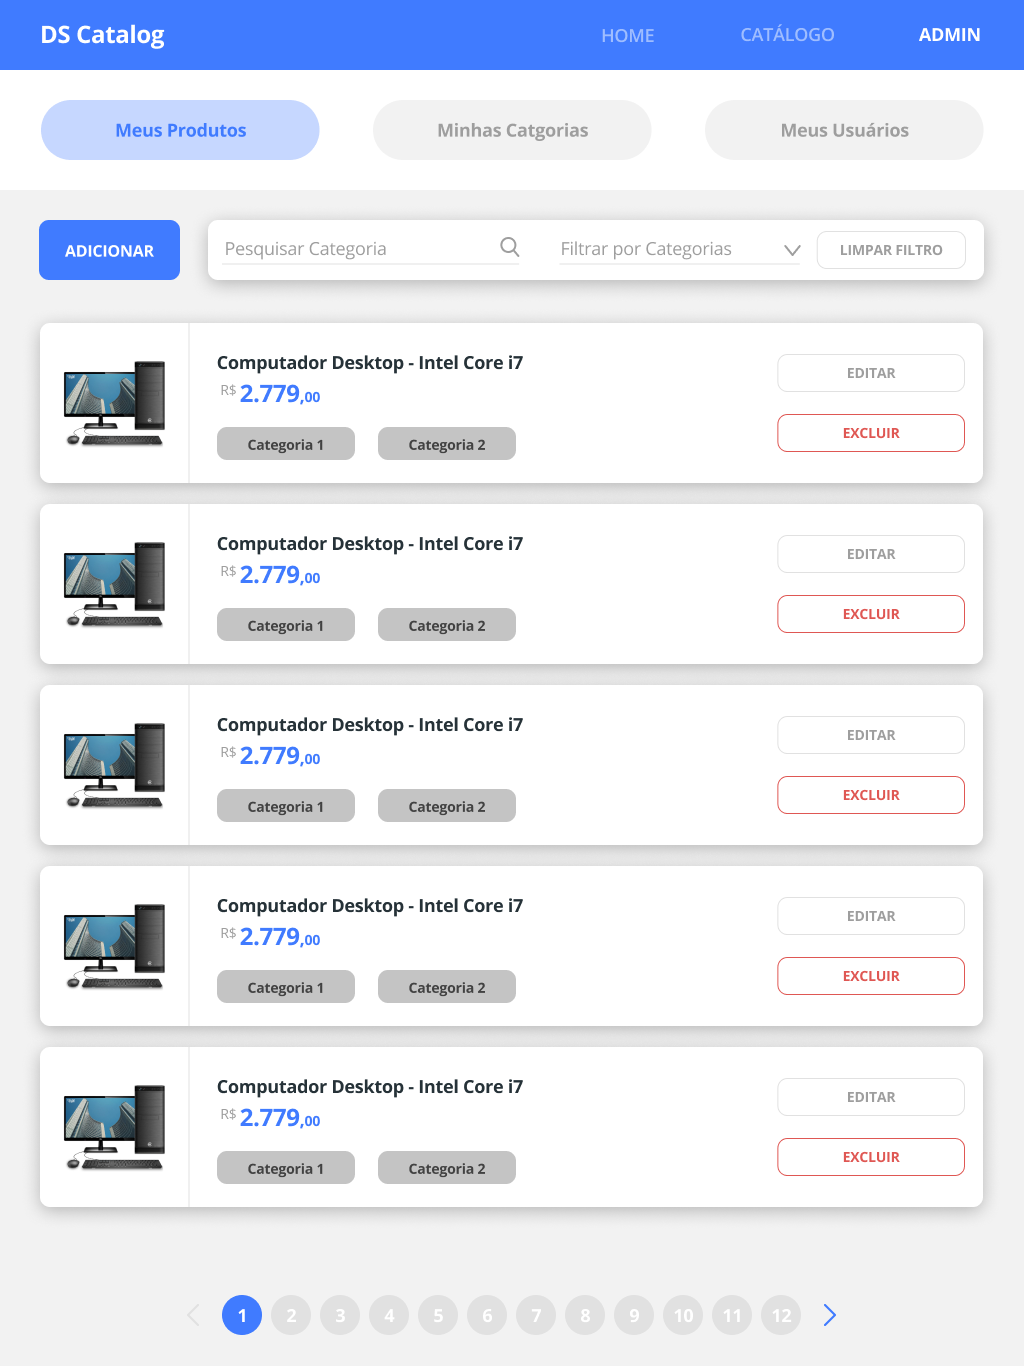 DS Catalog
HOME
CATÁLOGO
ADMIN
Meus Produtos
Minhas Catgorias
Meus Usuários
ADICIONAR
Pesquisar Categoria
Filtrar por Categorias
LIMPAR FILTRO
Computador Desktop - Intel Core i7
R$ 2.779,00
Categoria 1
Categoria 2
EDITAR
EXCLUIR
Computador Desktop - Intel Core i7
R$ 2.779,00
Categoria 1
Categoria 2
EDITAR
EXCLUIR
Computador Desktop - Intel Core i7
R$ 2.779,00
Categoria 1
Categoria 2
EDITAR
EXCLUIR
Computador Desktop - Intel Core i7
R$ 2.779,00
Categoria 1
Categoria 2
EDITAR
EXCLUIR
Computador Desktop - Intel Core i7
R$ 2.779,00
Categoria 1
Categoria 2
EDITAR
EXCLUIR
1 2 3 4 5 6 7 8 9 10 11 12